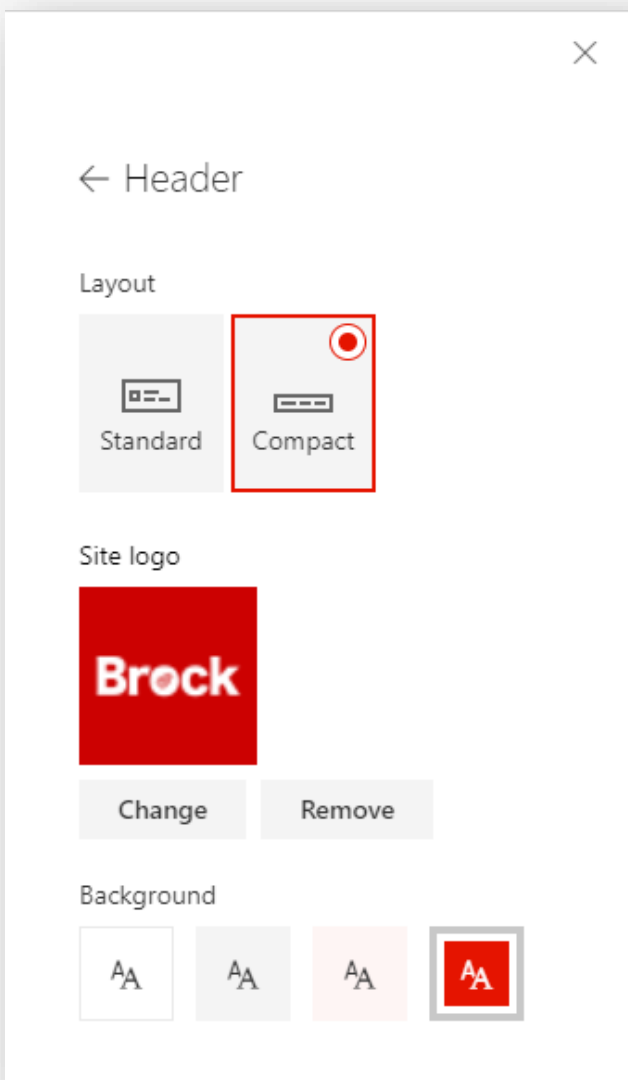 Header
Layout
Standard
Compact
Site logo
Brock
Change Remove
Background
AA AA AA AA